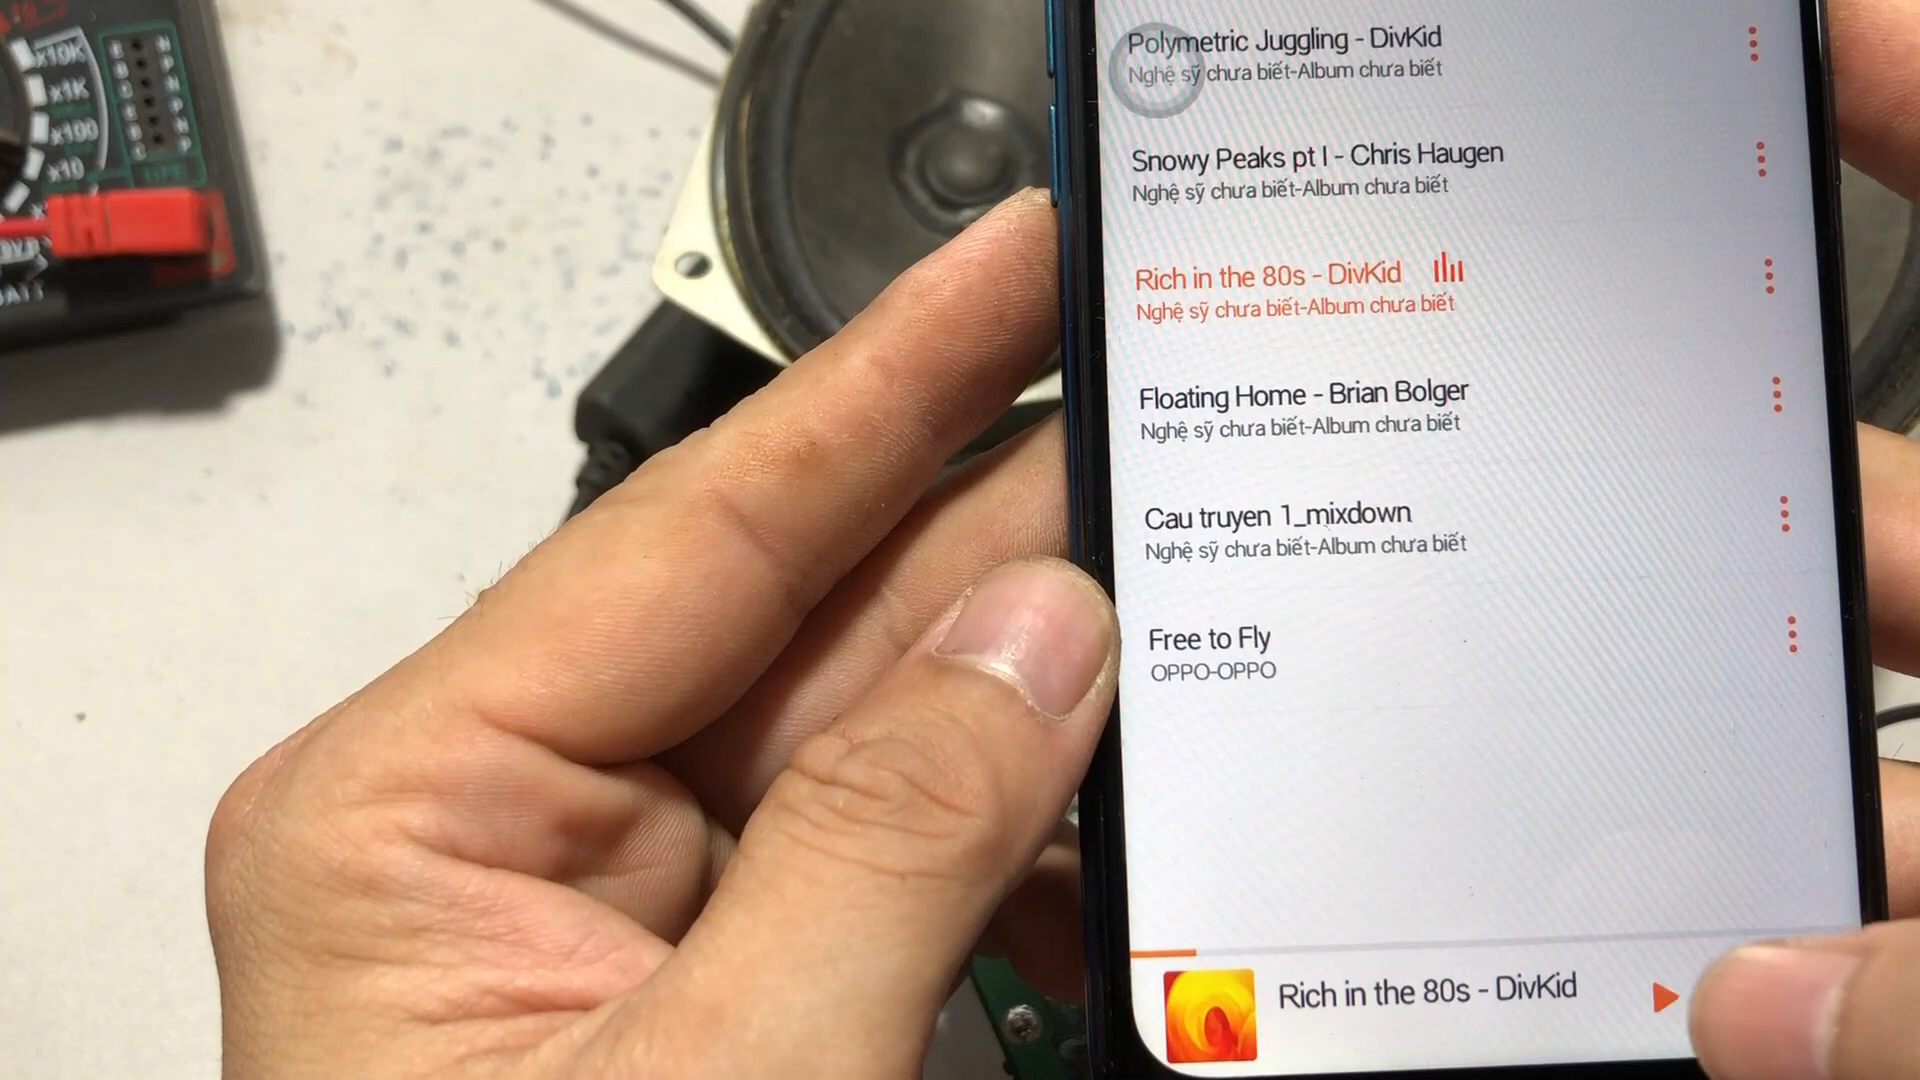 x10K
x1K
x100
x10
Polymetric Juggling - DivKid
Nghệ sỹ chưa biết-Album chưa biết
Snowy Peaks pt I - Chris Haugen
Nghệ sỹ chưa biết-Album chưa biết
Rich in the 80s - DivKid
Nghệ sỹ chưa biết-Album chưa biết
Floating Home - Brian Bolger
Nghệ sỹ chưa biết-Album chưa biết
Cau truyen 1_mixdown
Nghệ sỹ chưa biết-Album chưa biết
Free to Fly
OPPO-OPPO
Rich in the 80s - DivKid